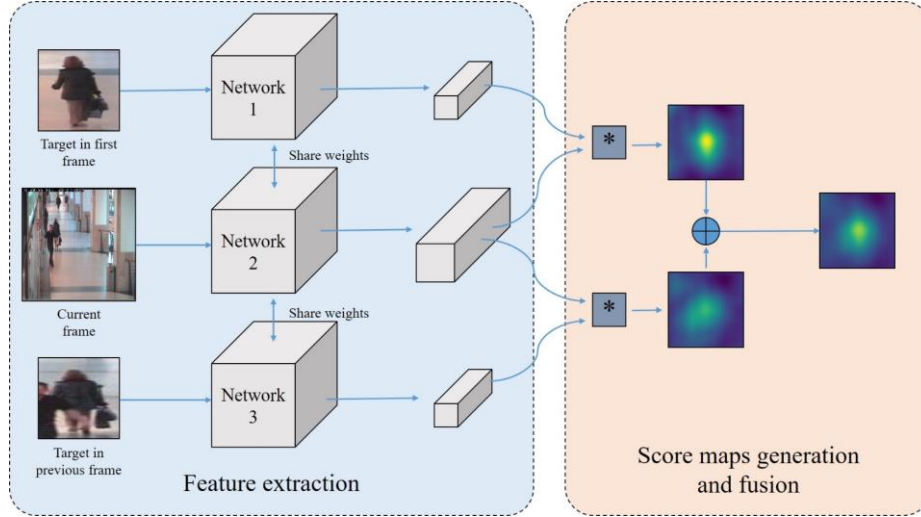 Network
1
*
Target in first
frame
Share weights
Network
2
Current
frame
Share weights
*
Network
3
Target in
previous frame
Feature extraction
Score maps generation
and fusion